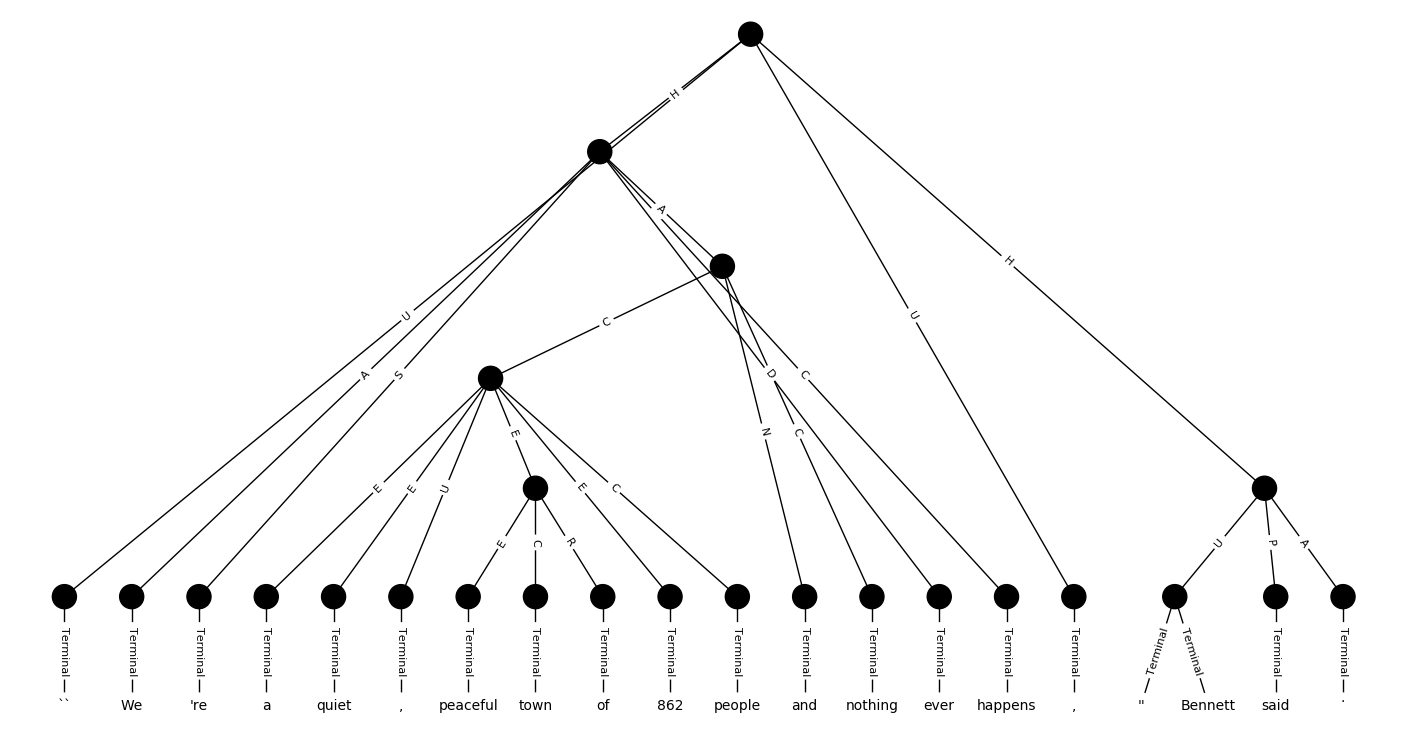 H
A
U
C
H
U
A
S
D
C
E
N
C
E
E
U
E
C
E
C
R
U
P
A
Terminal Terminal Terminal Terminal Terminal Terminal Terminal Terminal Terminal Terminal Terminal Terminal Terminal Terminal Terminal Terminal Terminal Terminal Terminal Terminal
`` We 're a quiet , peaceful town of 862 people and nothing ever happens , " Bennett said .